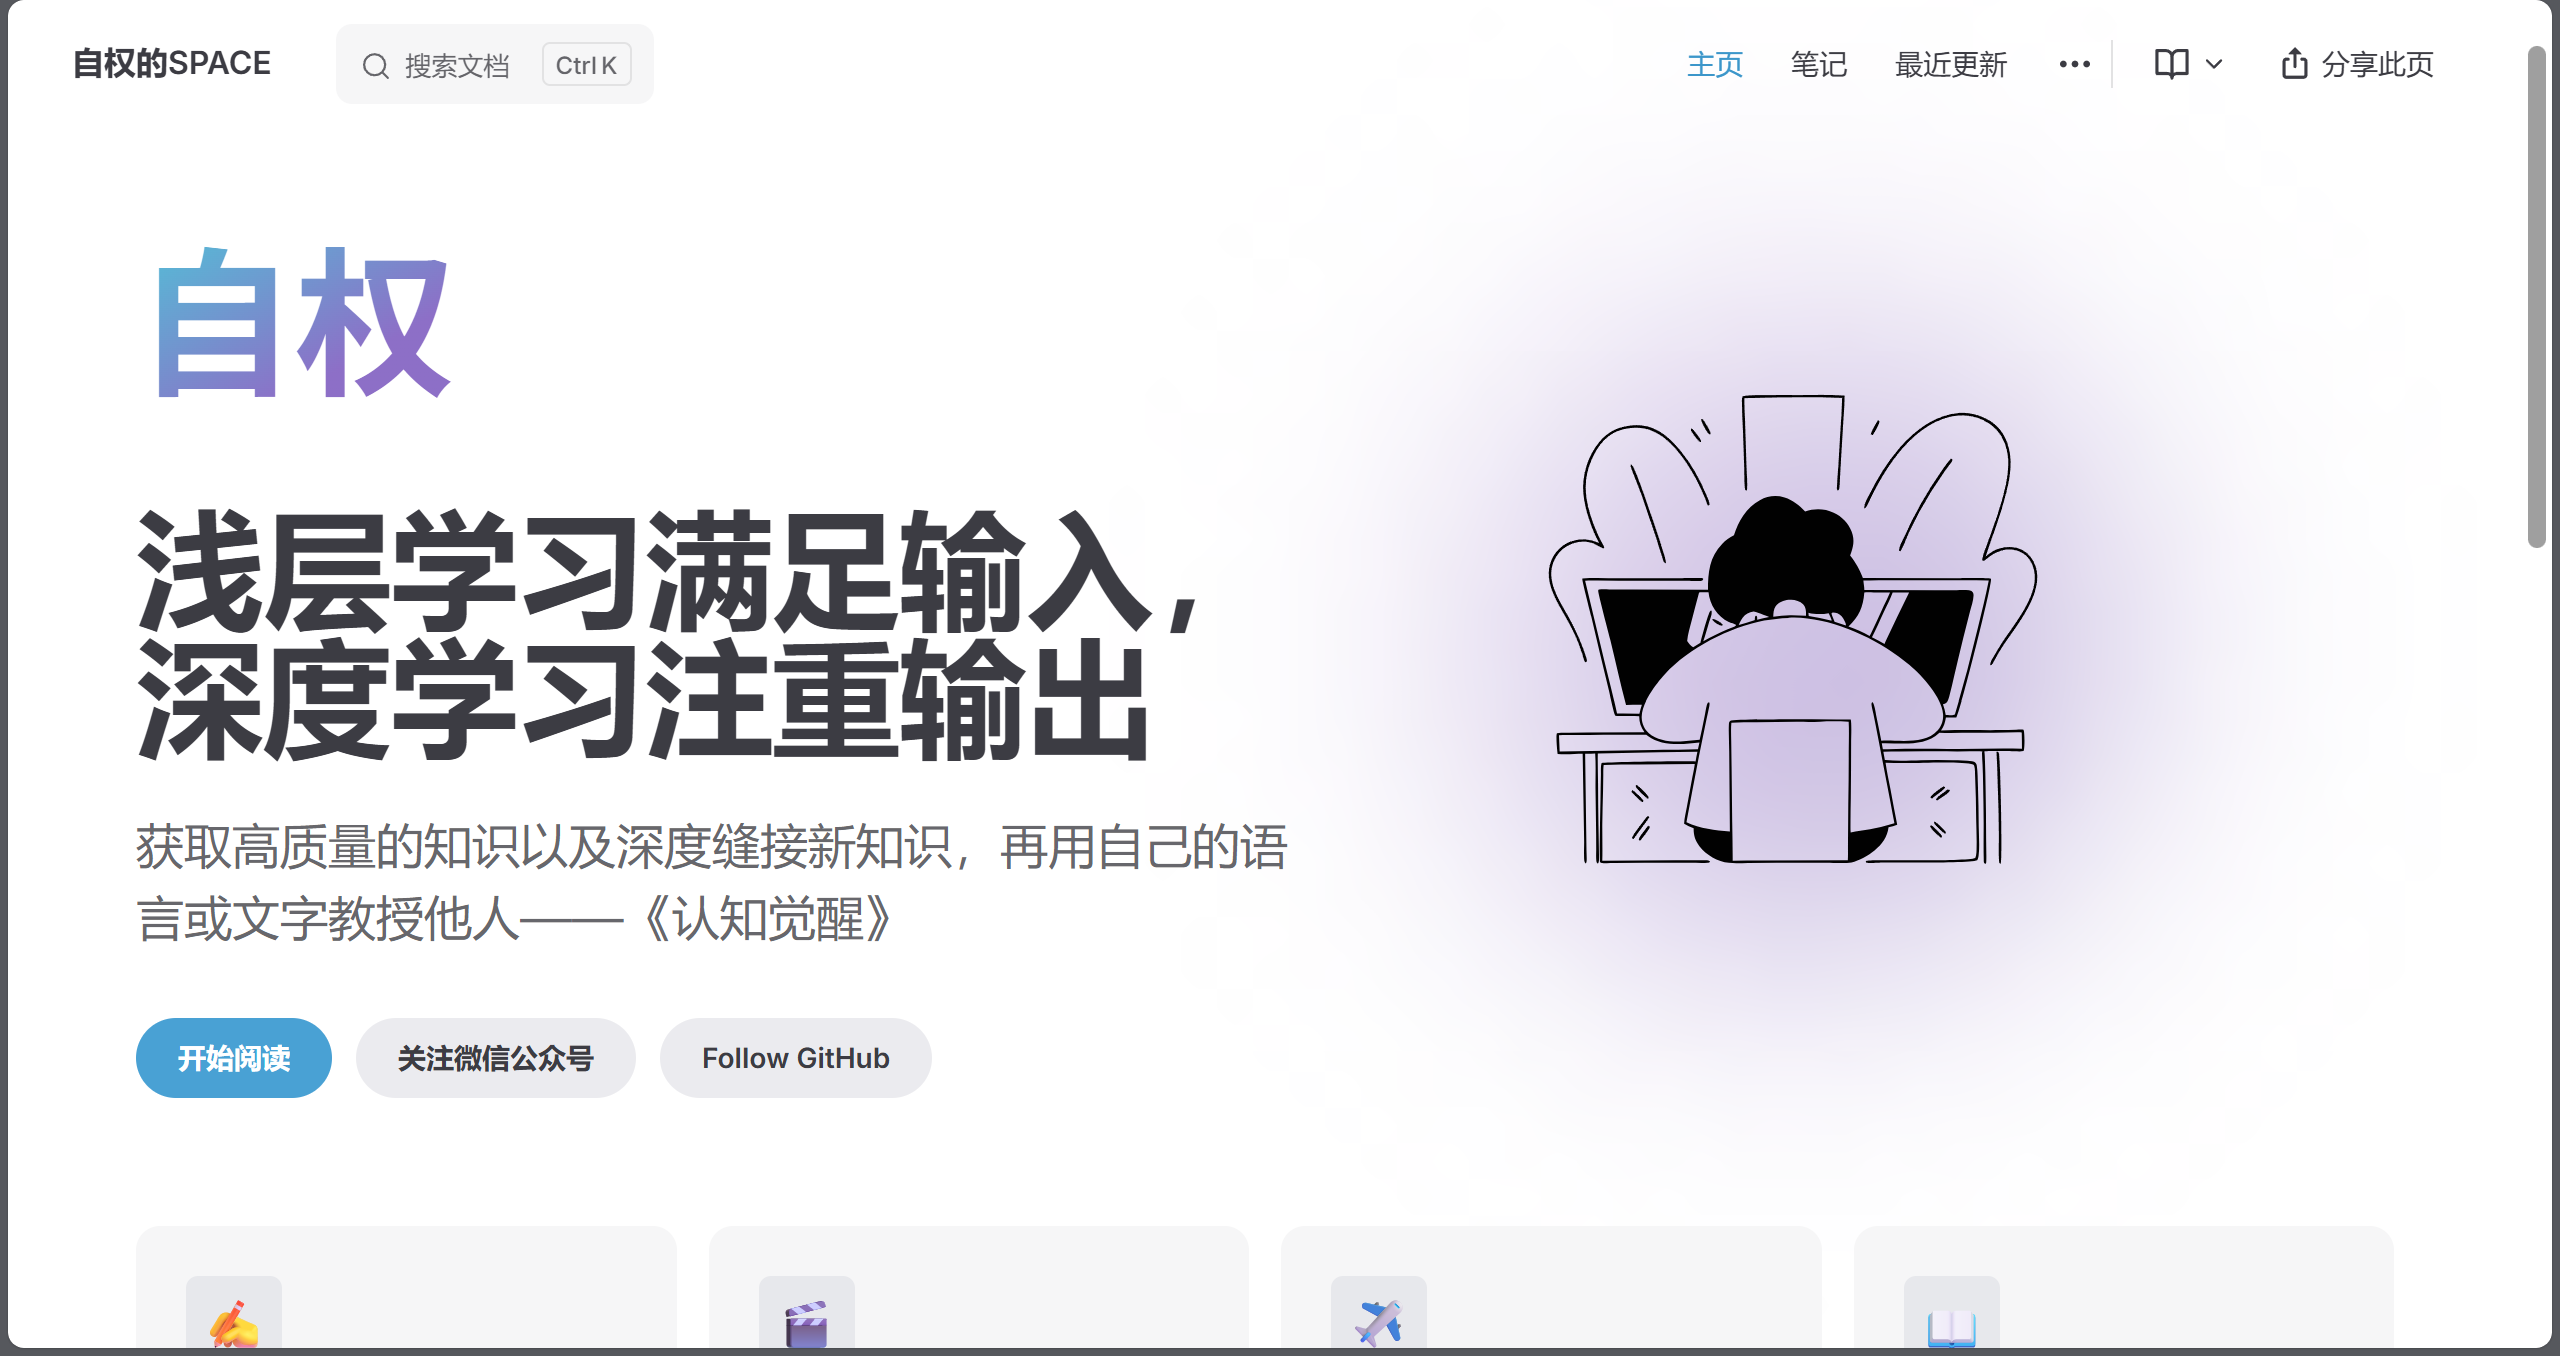 自权的SPACE
搜索文档
Ctrl K
主页
笔记
最近更新
分享此页
自权
浅层学习满足输入，
深度学习注重输出
获取高质量的知识以及深度缝接新知识，再用自己的语
言或文字教授他人——《认知觉醒》
开始阅读
关注微信公众号
Follow GitHub